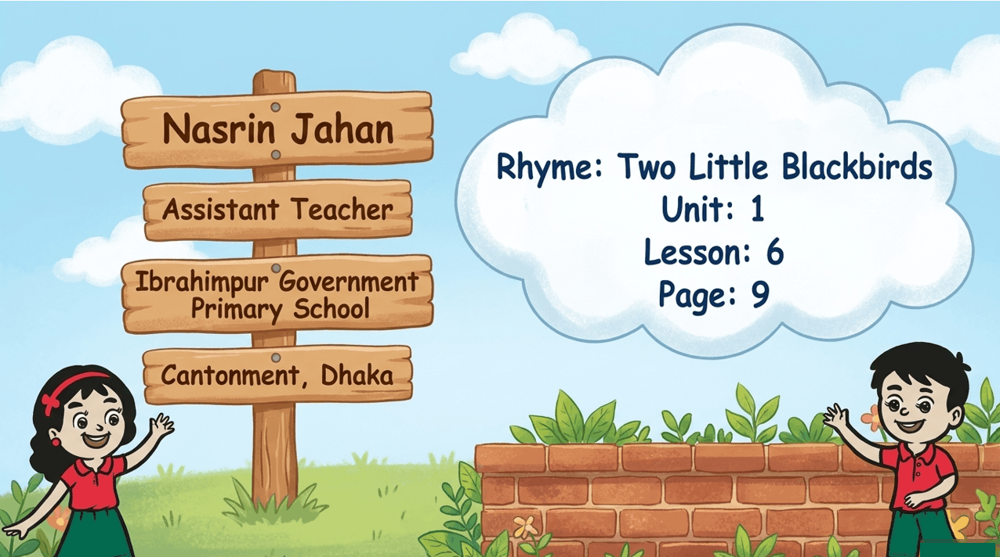 Nasrin Jahan
Assistant Teacher
Ibrahimpur Government
Primary School
Cantonment, Dhaka
Rhyme: Two Little Blackbirds
Unit: 1
Lesson: 6
Page: 9